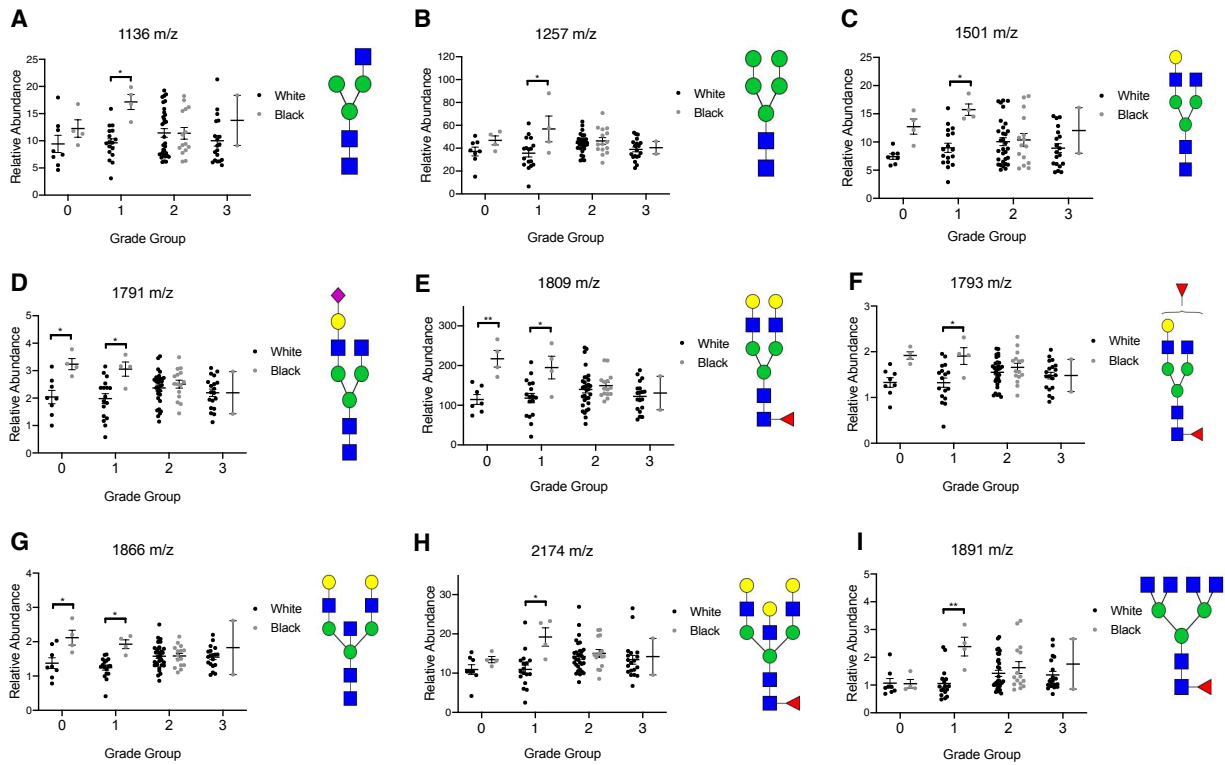 A
1136 m/z
Relative Abundance
25
20
15
10
5
0
*
White
Black
0 1 2 3
Grade Group
B
1257 m/z
Relative Abundance
120
100
80
60
40
20
0
*
White
Black
0 1 2 3
Grade Group
C
1501 m/z
Relative Abundance
25
20
15
10
5
0
*
White
Black
0 1 2 3
Grade Group
D
1791 m/z
Relative Abundance
5
4
3
2
1
0
* *
White
Black
0 1 2 3
Grade Group
E
1809 m/z
Relative Abundance
300
200
100
0
** *
White
Black
0 1 2 3
Grade Group
F
1793 m/z
Relative Abundance
3
2
1
0
*
White
Black
0 1 2 3
Grade Group
G
1866 m/z
Relative Abundance
4
3
2
1
0
* *
White
Black
0 1 2 3
Grade Group
H
2174 m/z
Relative Abundance
30
20
10
0
*
White
Black
0 1 2 3
Grade Group
I
1891 m/z
Relative Abundance
5
4
3
2
1
0
**
White
Black
0 1 2 3
Grade Group